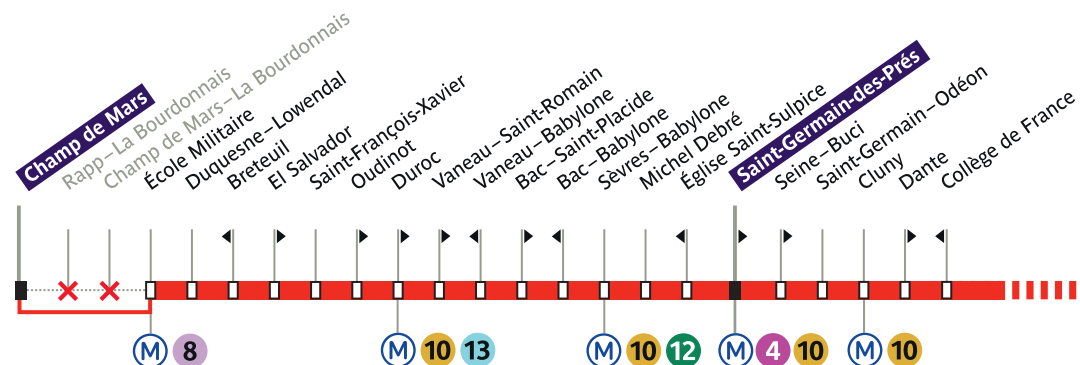 Champ de Mars
Rapp–La Bourdonnais
Champ de Mars–La Bourdonnais
École Militaire
Duquesne–Lowendal
Breteuil
El Salvador
Saint-François-Xavier
Oudinot
Duroc
Vaneau–Saint-Romain
Vaneau–Babylone
Bac–Saint-Placide
Bac–Babylone
Sèvres–Babylone
Michel Debré
Église Saint-Sulpice
Saint-Germain-des-Prés
Seine–Buci
Saint-Germain–Odéon
Cluny
Dante
Collège de France
M 8
M 10 13
M 10 12
M 4 10
M 10